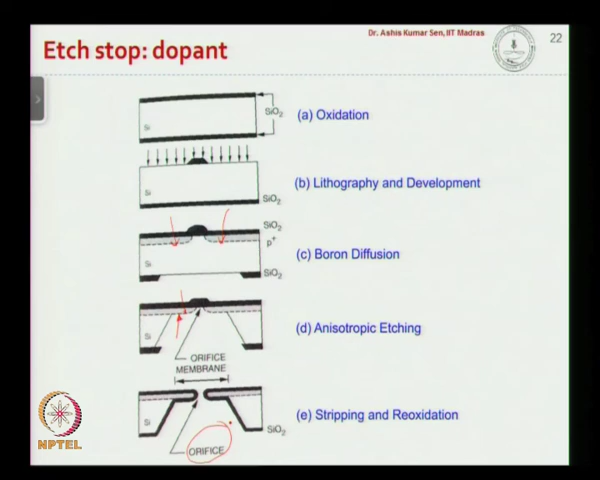 Dr. Ashis Kumar Sen, IIT Madras
22
Etch stop: dopant
Si
SiO2
(a) Oxidation
Si
SiO2
(b) Lithography and Development
SiO2
p+
Si
SiO2
(c) Boron Diffusion
Si
(d) Anisotropic Etching
ORIFICE
MEMBRANE
Si
SiO2
(e) Stripping and Reoxidation
ORIFICE
NPTEL